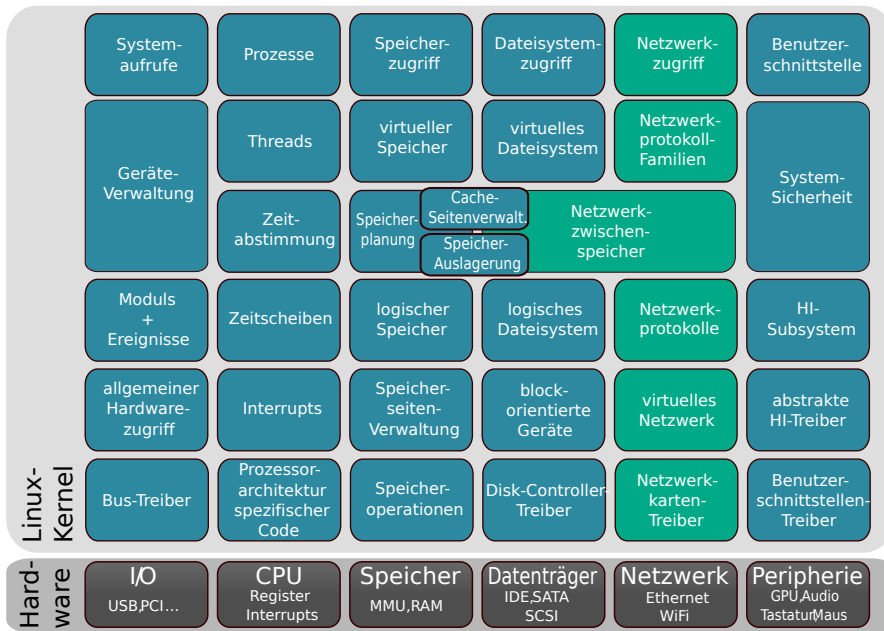 System-
aufrufe
Prozesse
Speicher-
zugriff
Dateisystem-
zugriff
Netzwerk-
zugriff
Benutzer-
schnittstelle
Geräte-
Verwaltung
Threads
virtueller
Speicher
virtuelles
Dateisystem
Netzwerk-
protokoll-
Familien
System-
Sicherheit
Zeit-
abstimmung
Speicher-
planung
Cache-
Seitenverwalt.
Speicher-
Auslagerung
Netzwerk-
zwischen-
speicher
Moduls
+
Ereignisse
Zeitscheiben
logischer
Speicher
logisches
Dateisystem
Netzwerk-
protokolle
HI-
Subsystem
allgemeiner
Hardware-
zugriff
Interrupts
Speicher-
seiten-
Verwaltung
block-
orientierte
Geräte
virtuelles
Netzwerk
abstrakte
HI-Treiber
Bus-Treiber
Prozessor-
architektur
spezifischer
Code
Speicher-
operationen
Disk-Controller-
Treiber
Netzwerk-
karten-
Treiber
Benutzer-
schnittstellen-
Treiber
Linux-
Kernel
Hard-
ware
I/O
USB,PCI...
CPU
Register
Interrupts
Speicher
MMU,RAM
Datenträger
IDE,SATA
SCSI
Netzwerk
Ethernet
WiFi
Peripherie
GPU,Audio
Tastatur,Maus